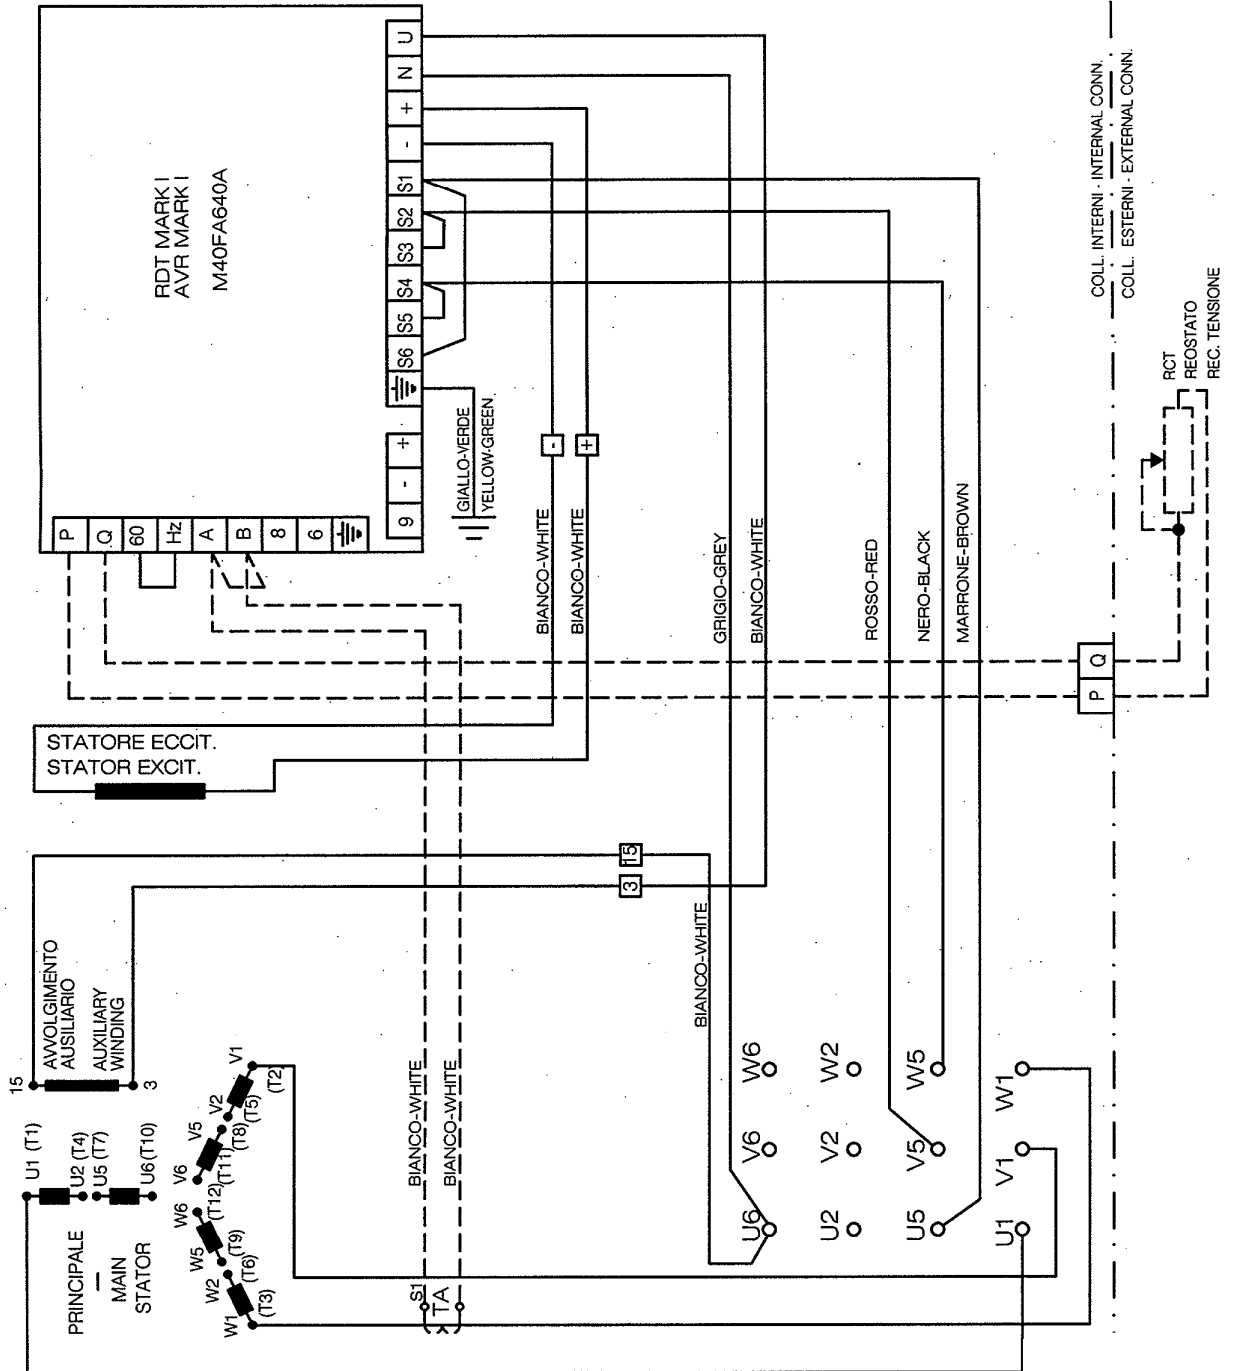 RDT MARK I
AVR MARK I
M40FA640A
U
N
+
-
S1
S2
S3
S4
S5
S6
+
-
9
P
Q
60
Hz
A
B
8
6
GIALLO-VERDE
YELLOW-GREEN
-
+
BIANCO-WHITE
BIANCO-WHITE
GRIGIO-GREY
BIANCO-WHITE
ROSSO-RED
NERO-BLACK
MARRONE-BROWN
COLL. INTERNI - INTERNAL CONN.
COLL. ESTERNI - EXTERNAL CONN.
RCT
REOSTATO
REC. TENSIONE
Q
P
STATORE ECCIT.
STATOR EXCIT.
15
3
BIANCO-WHITE
15
AVVOLGIMENTO
AUSILIARIO
AUXILIARY
WINDING
3
U1 (T1)
U2 (T4)
U5 (T7)
U6 (T10)
PRINCIPALE
MAIN
STATOR
V1
(T2)
V2
(T5)
V5
(T8)
V6
(T11)
W6
(T12)
W5
(T9)
W2
(T6)
W1
(T3)
BIANCO-WHITE
BIANCO-WHITE
S1
TA
U6
V6
W6
U2
V2
W2
U5
V5
W5
U1
V1
W1